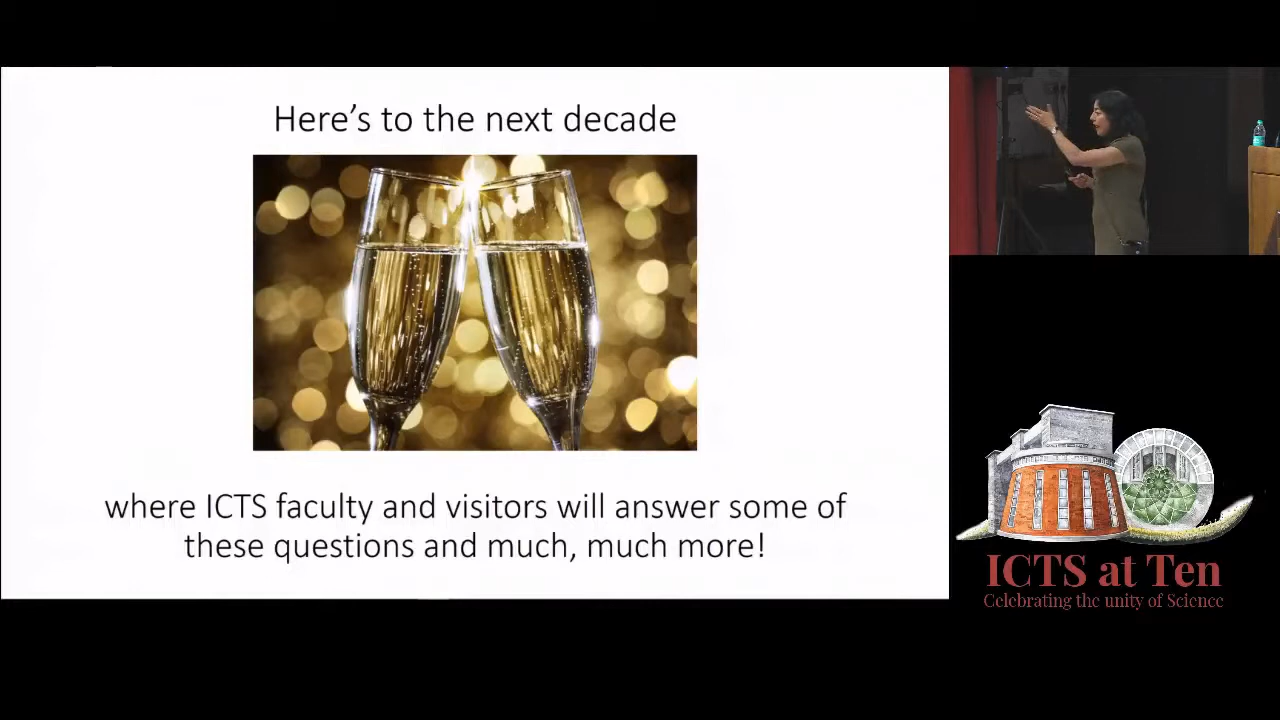 Here's to the next decade
where ICTS faculty and visitors will answer some of
these questions and much, much more!
ICTS at Ten
Celebrating the unity of Science